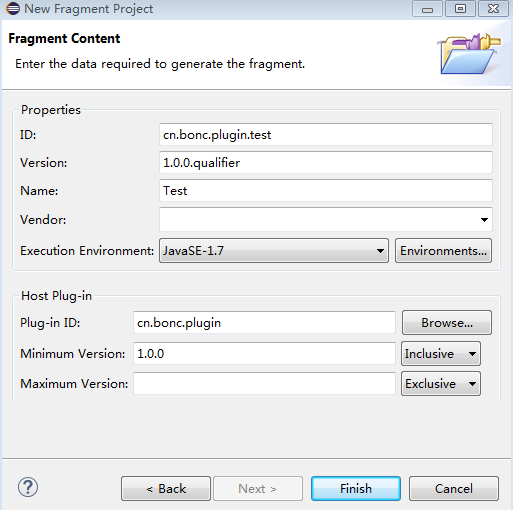 New Fragment Project
Fragment Content
Enter the data required to generate the fragment.
Properties
ID: cn.bonc.plugin.test
Version: 1.0.0.qualifier
Name: Test
Vendor:
Execution Environment: JavaSE-1.7 Environments...
Host Plug-in
Plug-in ID: cn.bonc.plugin Browse...
Minimum Version: 1.0.0 Inclusive
Maximum Version: Exclusive
? < Back Next > Finish Cancel